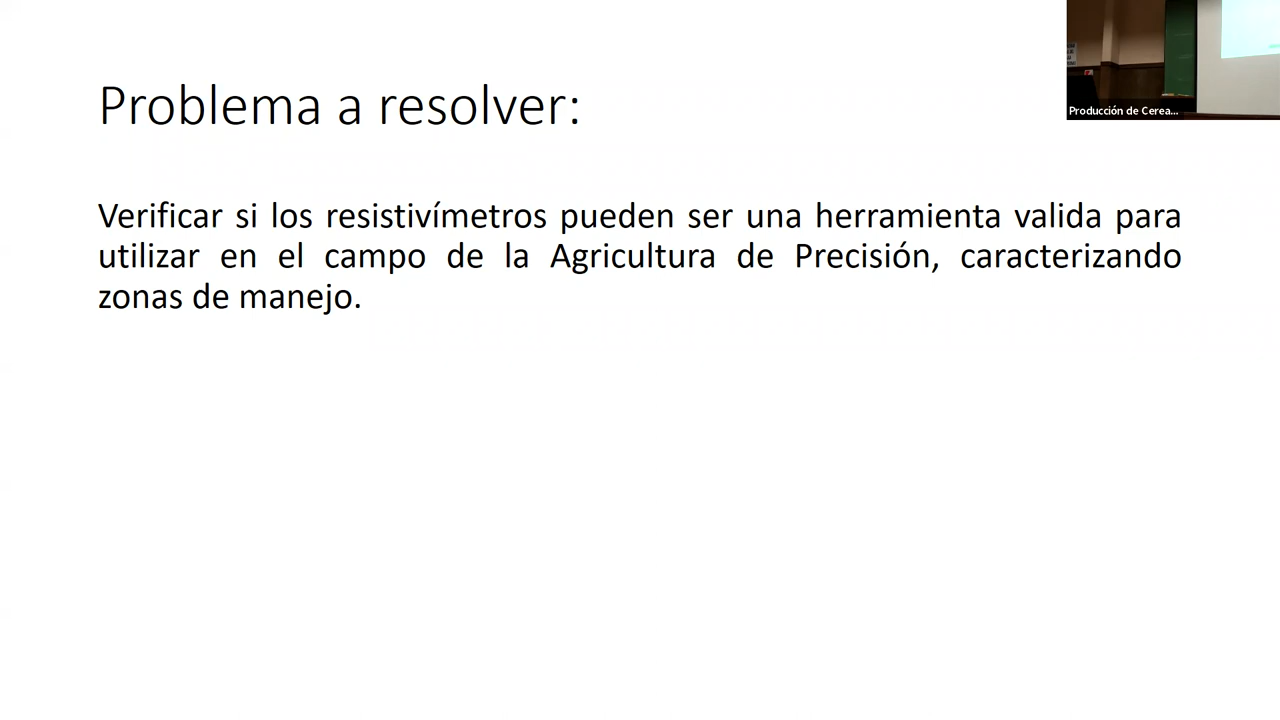 Problema a resolver:
Verificar si los resistivímetros pueden ser una herramienta valida para
utilizar en el campo de la Agricultura de Precisión, caracterizando
zonas de manejo.
Producción de Cerea...